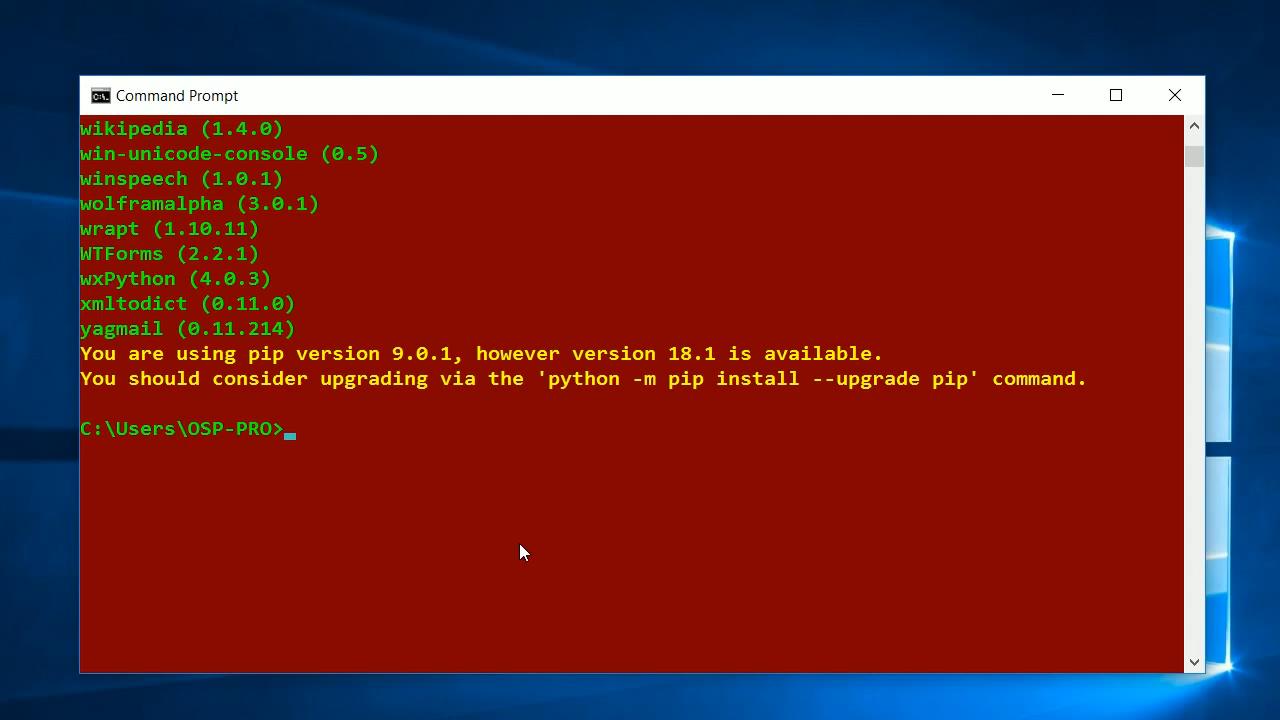 Command Prompt
wikipedia (1.4.0)
win-unicode-console (0.5)
winspeech (1.0.1)
wolframalpha (3.0.1)
wrapt (1.10.11)
WTForms (2.2.1)
wxPython (4.0.3)
xmltodict (0.11.0)
yagmail (0.11.214)
You are using pip version 9.0.1, however version 18.1 is available.
You should consider upgrading via the 'python -m pip install --upgrade pip' command.
C:\Users\OSP-PRO>